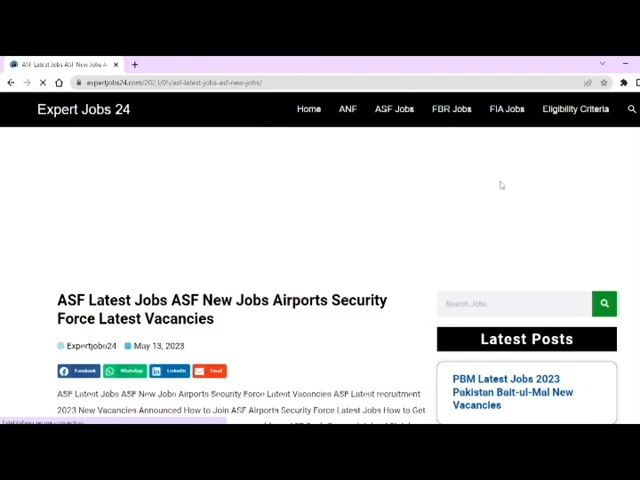 ASF Latest Jobs ASF New Jobs A
expertjobs24.com/2023/05/asf-latest-jobs-asf-new-jobs/
Expert Jobs 24
Home ANF ASF Jobs FBR Jobs FIA Jobs Eligibility Criteria
ASF Latest Jobs ASF New Jobs Airports Security
Force Latest Vacancies
Expertjobs24 May 13, 2023
Facebook WhatsApp LinkedIn Email
ASF Latest Jobs ASF New Jobs Airports Security Force Latest Vacancies ASF Latest recruitment
2023 New Vacancies Announced How to Join ASF Airports Security Force Latest Jobs How to Get
Search Jobs
Latest Posts
PBM Latest Jobs 2023
Pakistan Bait-ul-Mal New
Vacancies